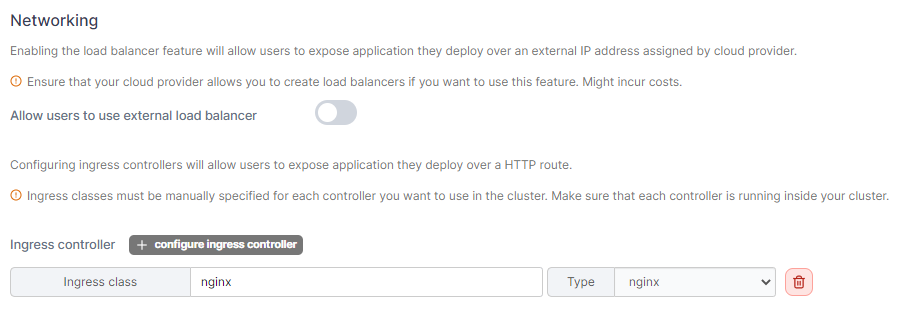 Networking
Enabling the load balancer feature will allow users to expose application they deploy over an external IP address assigned by cloud provider.
Ensure that your cloud provider allows you to create load balancers if you want to use this feature. Might incur costs.
Allow users to use external load balancer
Configuring ingress controllers will allow users to expose application they deploy over a HTTP route.
Ingress classes must be manually specified for each controller you want to use in the cluster. Make sure that each controller is running inside your cluster.
Ingress controller + configure ingress controller
Ingress class nginx Type nginx